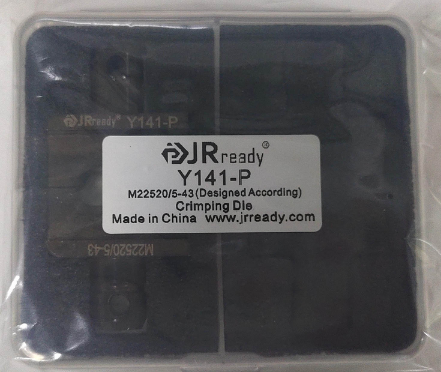 JRready® Y141-P
JRready®
Y141-P
M22520/5-43(Designed According)
Crimping Die
Made in China www.jrready.com
M22520/5-43